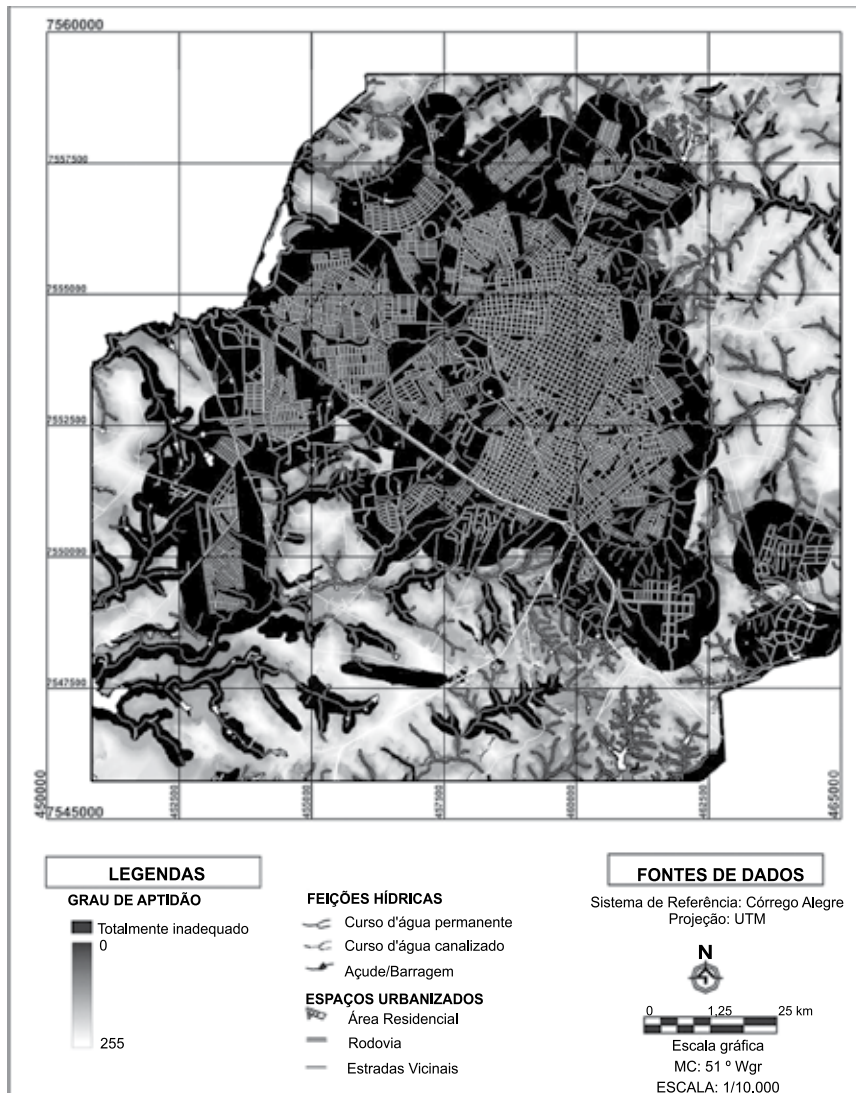 7560000
7557500
7555000
7552500
7550000
7547500
7545000
450000
452500
455000
457500
460000
462500
465000
LEGENDAS
GRAU DE APTIDÃO
Totalmente inadequado
0
255
FEIÇÕES HÍDRICAS
Curso d'água permanente
Curso d'água canalizado
Açude/Barragem
ESPAÇOS URBANIZADOS
Área Residencial
Rodovia
Estradas Vicinais
FONTES DE DADOS
Sistema de Referência: Córrego Alegre
Projeção: UTM
N
0 1,25 25 km
Escala gráfica
MC: 51 º Wgr
ESCALA: 1/10,000